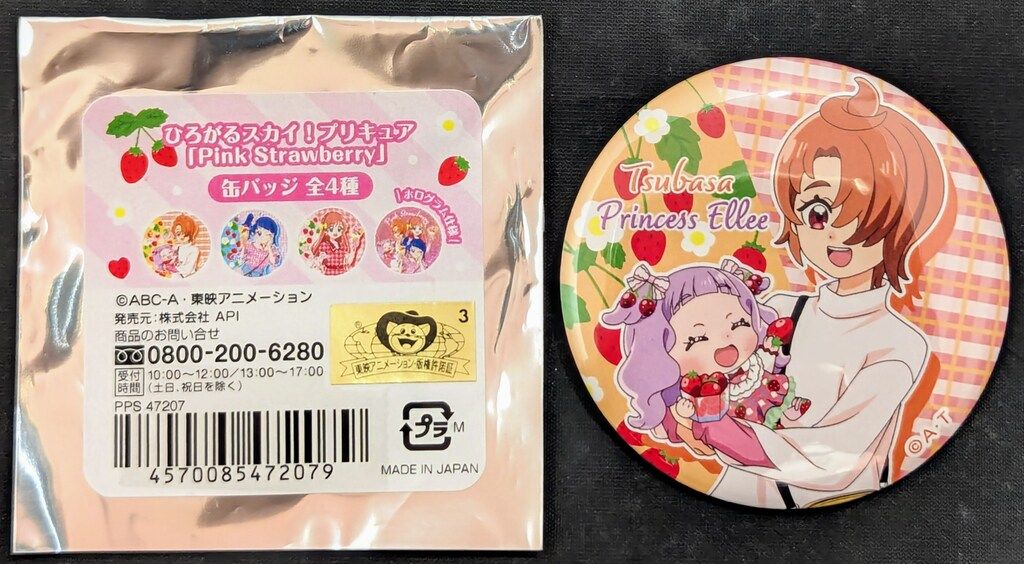 ひろがるスカイ!プリキュア
「Pink Strawberry」
缶バッジ 全4種
\ホログラム仕様/
Pink Strawberry
©ABC-A・東映アニメーション
発売元:株式会社 API
商品のお問い合せ
0800-200-6280
受付時間 10:00~12:00/13:00~17:00
(土日、祝日を除く)
PPS 47207
4570085472079
3
東映アニメーション・版権許諾証
プラ M
MADE IN JAPAN
Tsubasa
Princess Ellee
©A・T